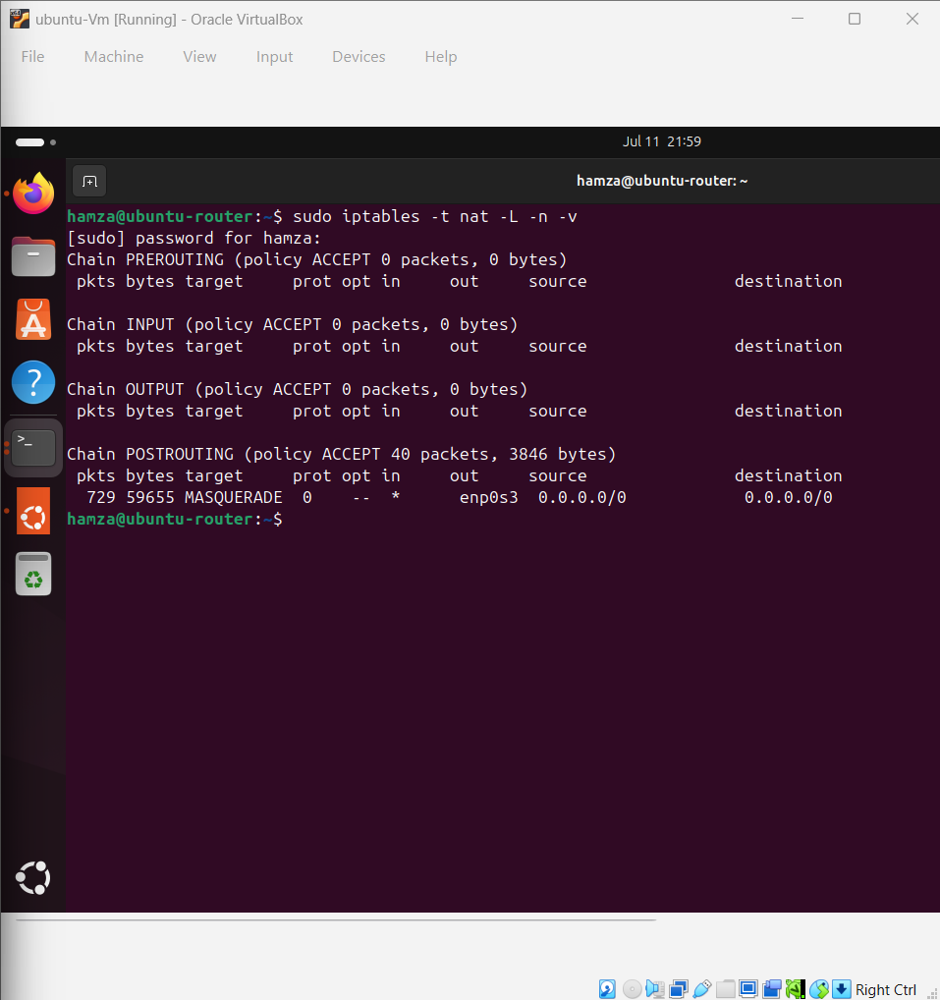 ubuntu-Vm [Running] - Oracle VirtualBox
File Machine View Input Devices Help
Jul 11 21:59
hamza@ubuntu-router: ~
hamza@ubuntu-router:~$ sudo iptables -t nat -L -n -v
[sudo] password for hamza:
Chain PREROUTING (policy ACCEPT 0 packets, 0 bytes)
 pkts bytes target     prot opt in     out     source               destination

Chain INPUT (policy ACCEPT 0 packets, 0 bytes)
 pkts bytes target     prot opt in     out     source               destination

Chain OUTPUT (policy ACCEPT 0 packets, 0 bytes)
 pkts bytes target     prot opt in     out     source               destination

Chain POSTROUTING (policy ACCEPT 40 packets, 3846 bytes)
 pkts bytes target     prot opt in     out     source               destination
  729 59655 MASQUERADE  0    --  *      enp0s3  0.0.0.0/0            0.0.0.0/0
hamza@ubuntu-router:~$
Right Ctrl